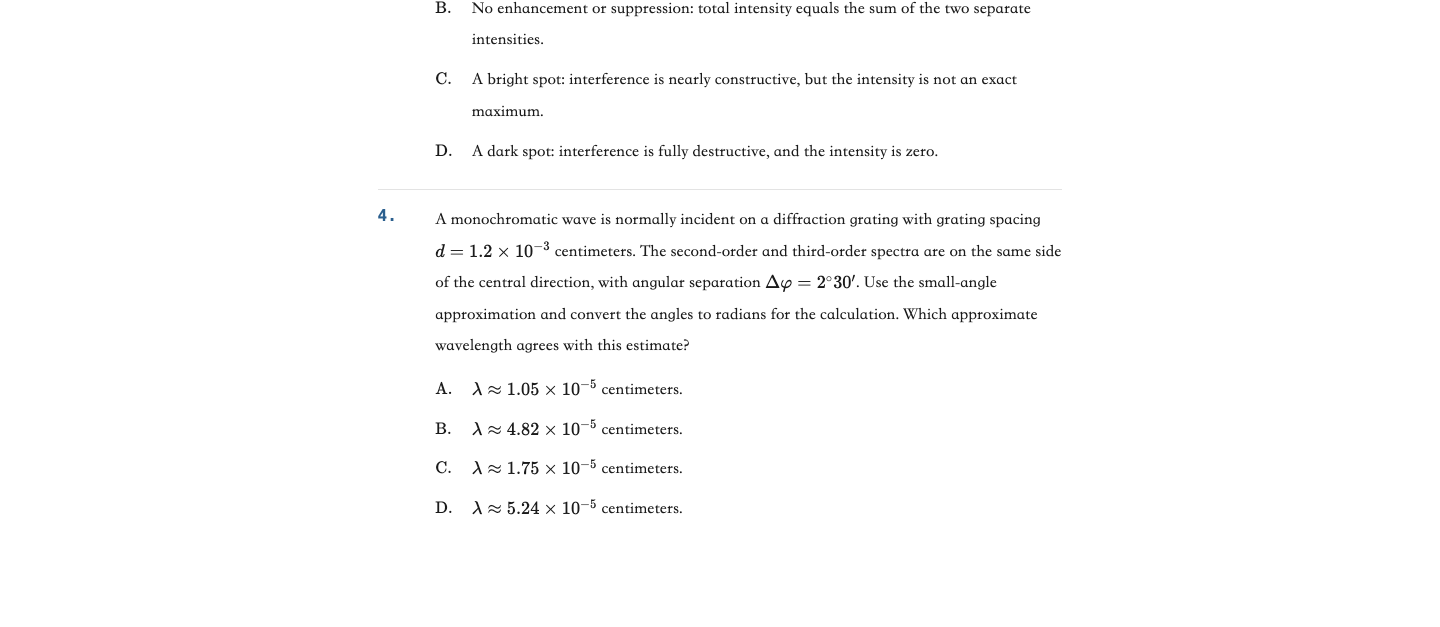 B. No enhancement or suppression: total intensity equals the sum of the two separate
intensities.
C. A bright spot: interference is nearly constructive, but the intensity is not an exact
maximum.
D. A dark spot: interference is fully destructive, and the intensity is zero.
4. A monochromatic wave is normally incident on a diffraction grating with grating spacing
d = 1.2 × 10⁻³ centimeters. The second-order and third-order spectra are on the same side
of the central direction, with angular separation Δφ = 2°30′. Use the small-angle
approximation and convert the angles to radians for the calculation. Which approximate
wavelength agrees with this estimate?
A. λ ≈ 1.05 × 10⁻⁵ centimeters.
B. λ ≈ 4.82 × 10⁻⁵ centimeters.
C. λ ≈ 1.75 × 10⁻⁵ centimeters.
D. λ ≈ 5.24 × 10⁻⁵ centimeters.